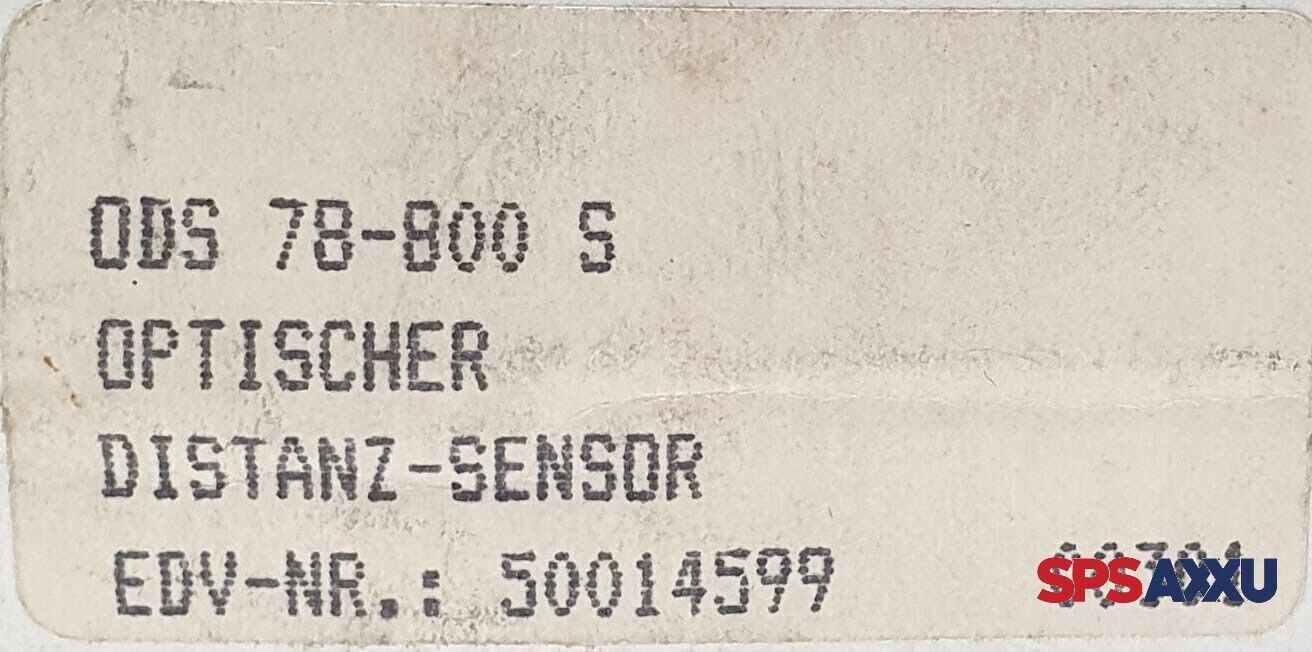 ODS 78-800 S
OPTISCHER
DISTANZ-SENSOR
EDV-NR.: 50014599
SPSAXXU